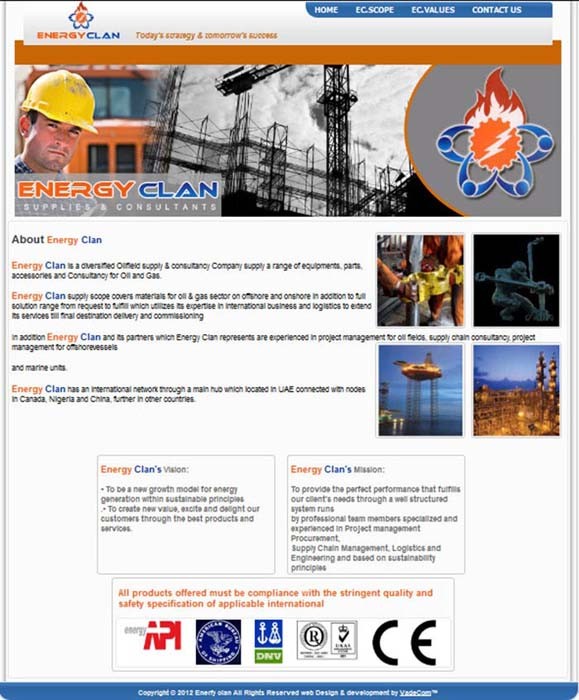 HOME EC.SCOPE EC.VALUES CONTACT US
ENERGYCLAN
Today's strategy & tomorrow's success
ENERGY CLAN
SUPPLIES & CONSULTANTS
About Energy Clan
Energy Clan is a diversified Oilfield supply & consultancy Company supply a range of equipments, parts,
accessories and Consultancy for Oil and Gas.
Energy Clan supply scope covers materials for oil & gas sector on offshore and onshore in addition to full
solution range from request to fulfill which utilizes its expertise in international business and logistics to extend
its services till final destination delivery and commissioning
In addition Energy Clan and its partners which Energy Clan represents are experienced in project management for oil fields, supply chain consultancy, project
management for offshorevessels
and marine units.
Energy Clan has an international network through a main hub which located in UAE connected with nodes
in Canada, Nigeria and China, further in other countries.
Energy Clan's Vision:
- To be a new growth model for energy
generation within sustainable principles
.- To create new value, excite and delight our
customers through the best products and
services.
Energy Clan's Mission:
To provide the perfect performance that fulfills
our client's needs through a well structured
system runs
by professional team members specialized and
experienced in Project management
Procurement,
Supply Chain Management, Logistics and
Engineering and based on sustainability
principles
All products offered must be compliance with the stringent quality and
safety specification of applicable international
energy API
AMERICAN BUREAU
OF SHIPPING
DNV
R
UKAS
CE
Copyright © 2012 Enerfy clan All Rights Reserved web Design & development by VadeCom™